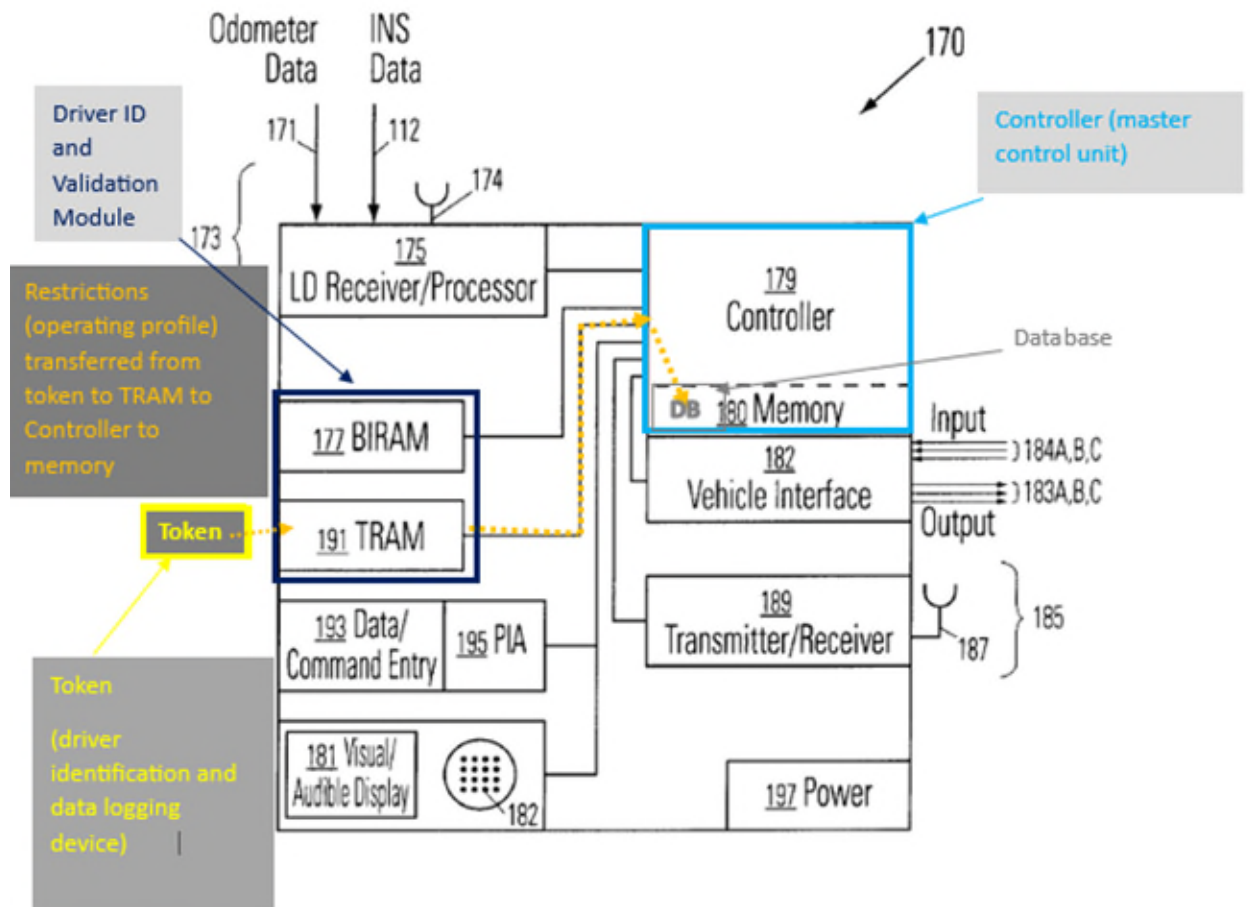 Odometer
Data
INS
Data
170
171
112
Driver ID
and
Validation
Module
Controller (master
control unit)
173
174
175
LD Receiver/Processor
179
Controller
Restrictions
(operating profile)
transferred from
token to TRAM to
Controller to
memory
Database
DB
180 Memory
177 BIRAM
Input
184A,B,C
182
Vehicle Interface
183A,B,C
Output
Token
191 TRAM
189
Transmitter/Receiver
185
187
193 Data/
Command Entry
195 PIA
Token
(driver
identification and
data logging
device)
181 Visual/
Audible Display
182
197 Power